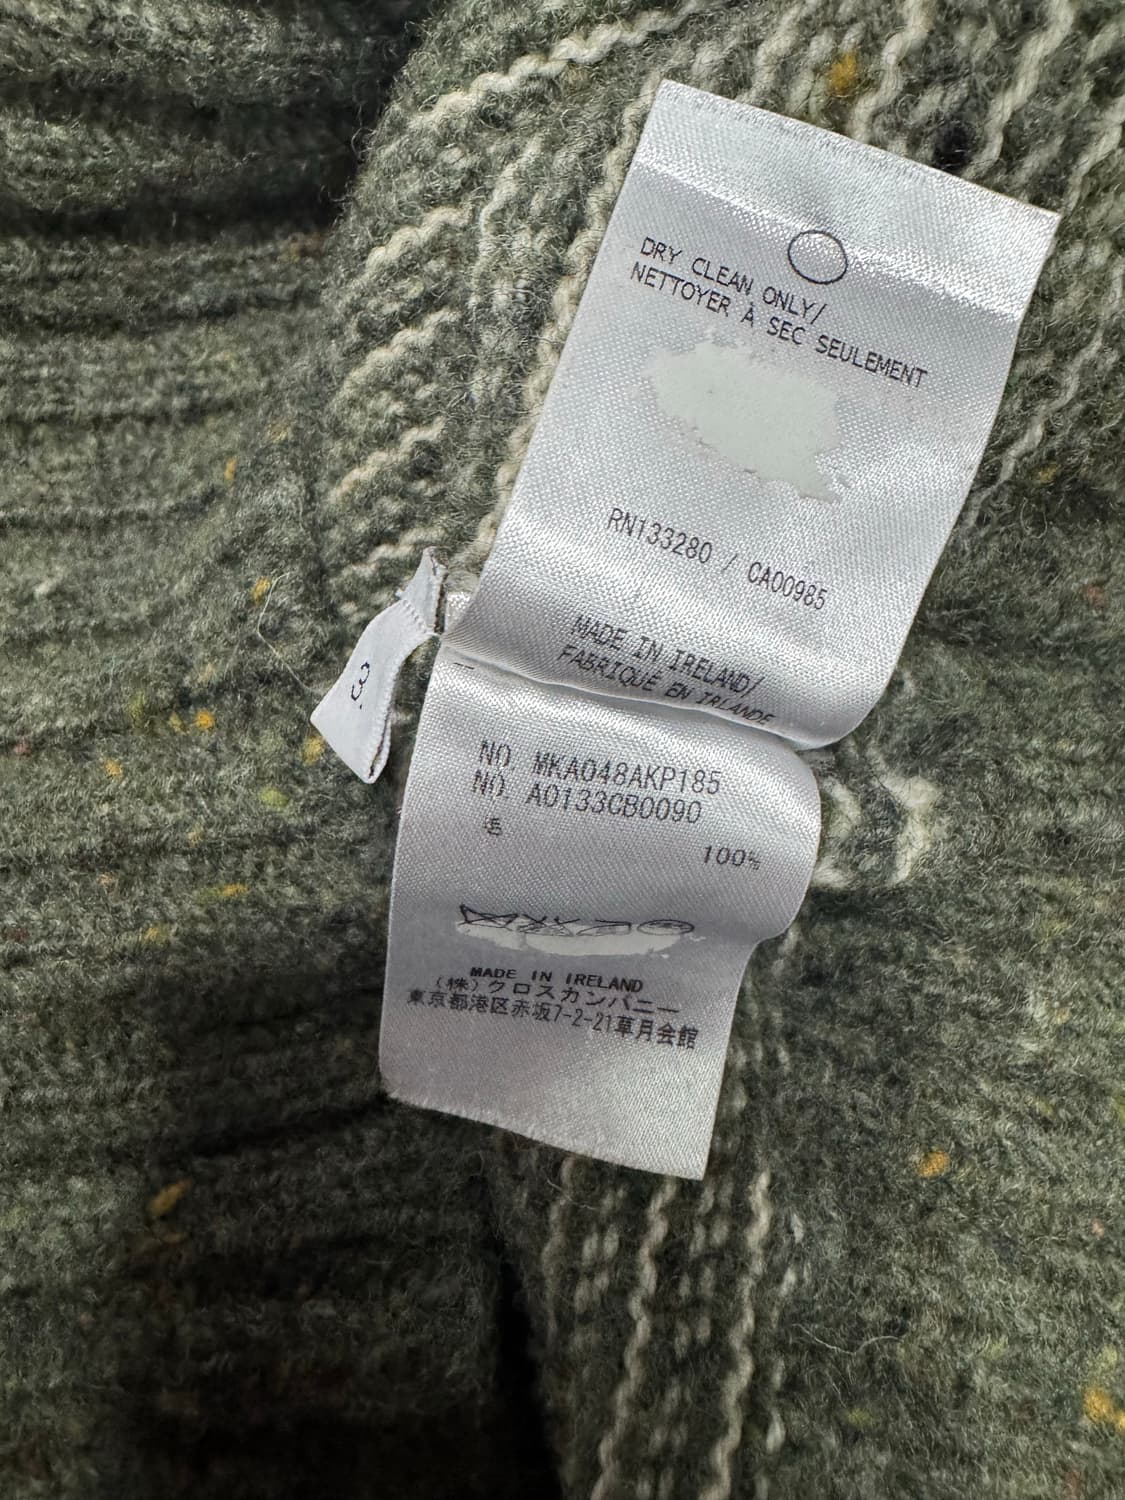 DRY CLEAN ONLY/
NETTOYER À SEC SEULEMENT
RN133280 / CA00985
MADE IN IRELAND/
FABRIQUÉ EN IRLANDE
3
NO. MKA048AKP185
NO. A0133CB0090
毛
100%
MADE IN IRELAND
(株)クロスカンパニー
東京都港区赤坂7-2-21草月会館